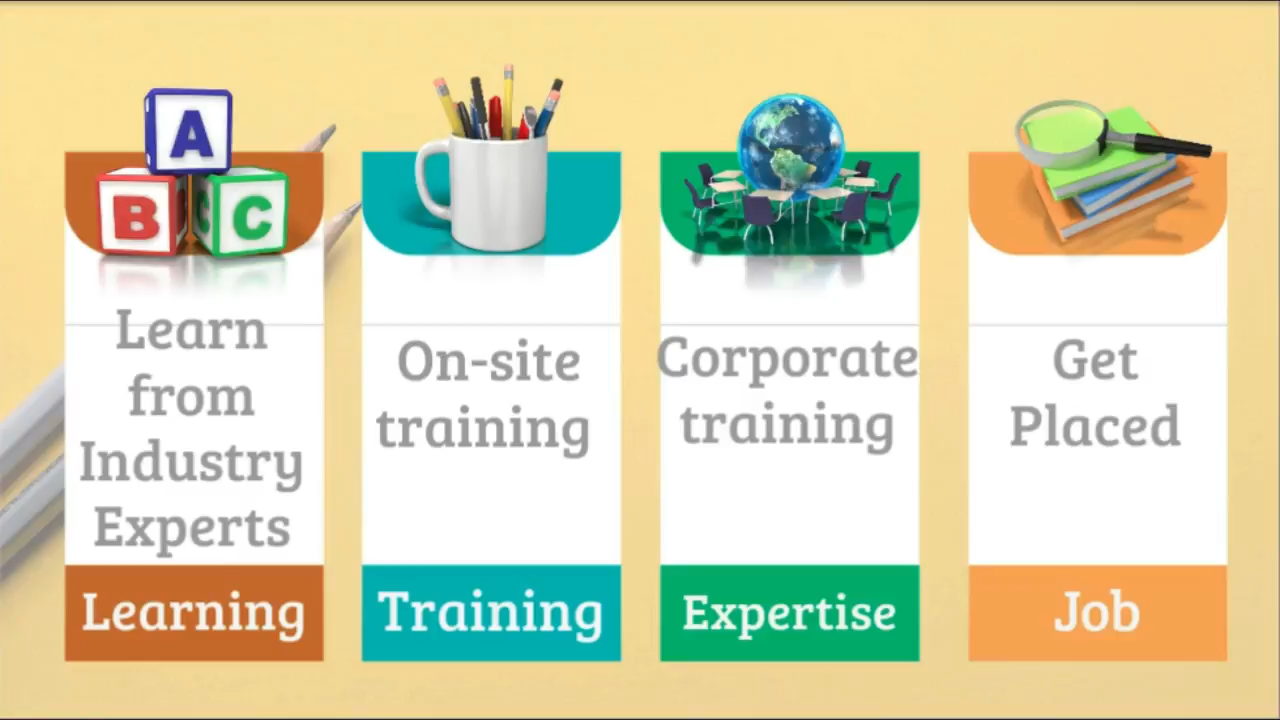 A
B
C
Learn
from
Industry
Experts
Learning
On-site
training
Training
Corporate
training
Expertise
Get
Placed
Job